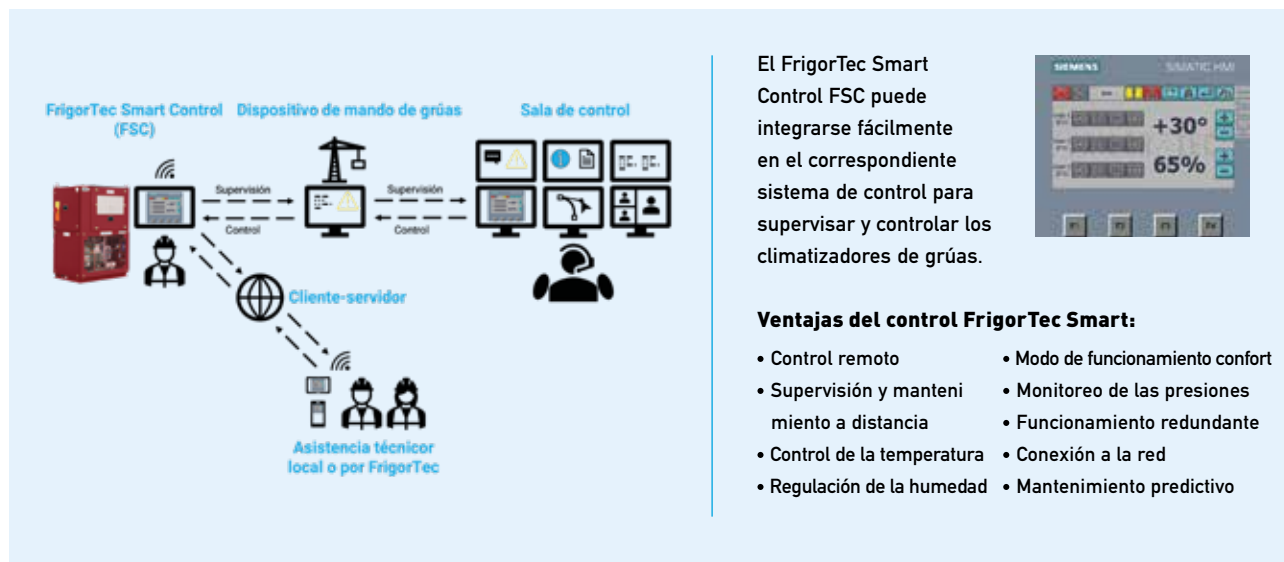 FrigorTec Smart Control
(FSC)
Dispositivo de mando de grúas
Sala de control
Supervisión
Control
Supervisión
Control
Cliente-servidor
Asistencia técnicor
local o por FrigorTec
El FrigorTec Smart
Control FSC puede
integrarse fácilmente
en el correspondiente
sistema de control para
supervisar y controlar los
climatizadores de grúas.
SIEMENS
SIMATIC HMI
+30°
65%
F1
F2
F3
F4
Ventajas del control FrigorTec Smart:
• Control remoto
• Supervisión y manteni
miento a distancia
• Control de la temperatura
• Regulación de la humedad
• Modo de funcionamiento confort
• Monitoreo de las presiones
• Funcionamiento redundante
• Conexión a la red
• Mantenimiento predictivo